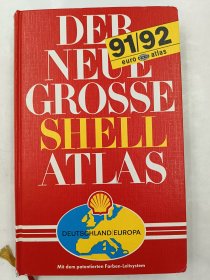 DER
91|92
euro atlas
NEUE
GROSSE
SHELL
ATLAS
DEUTSCHLAND/EUROPA
Mit dem patentierten Farben-Leitsystem